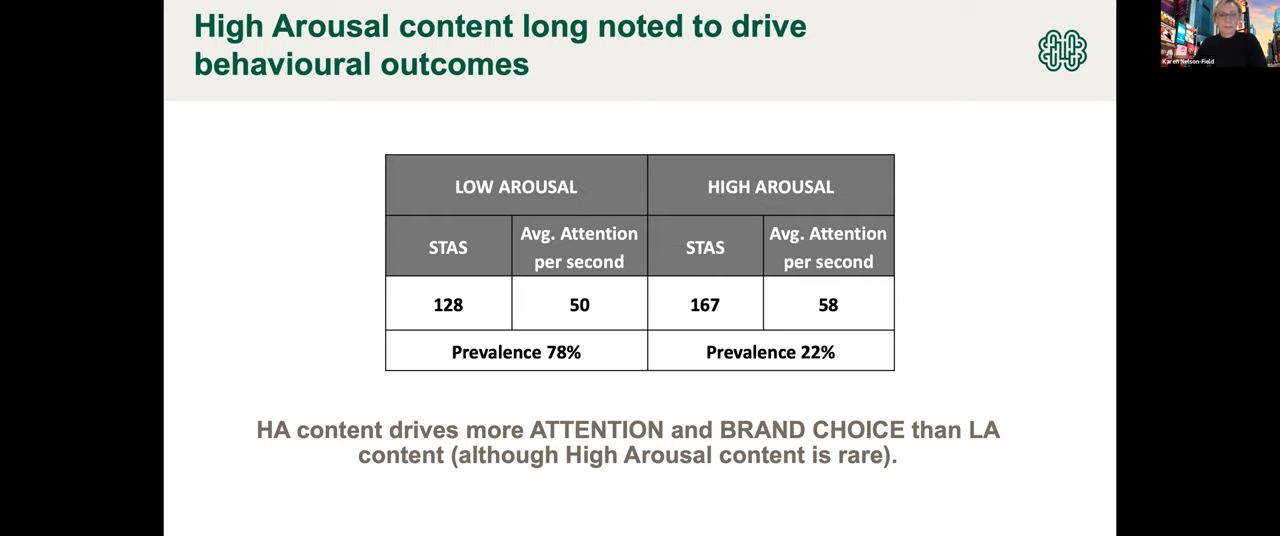 High Arousal content long noted to drive
behavioural outcomes
Karen Nelson-Field
LOW AROUSAL HIGH AROUSAL
STAS Avg. Attention per second STAS Avg. Attention per second
128 50 167 58
Prevalence 78% Prevalence 22%
HA content drives more ATTENTION and BRAND CHOICE than LA
content (although High Arousal content is rare).